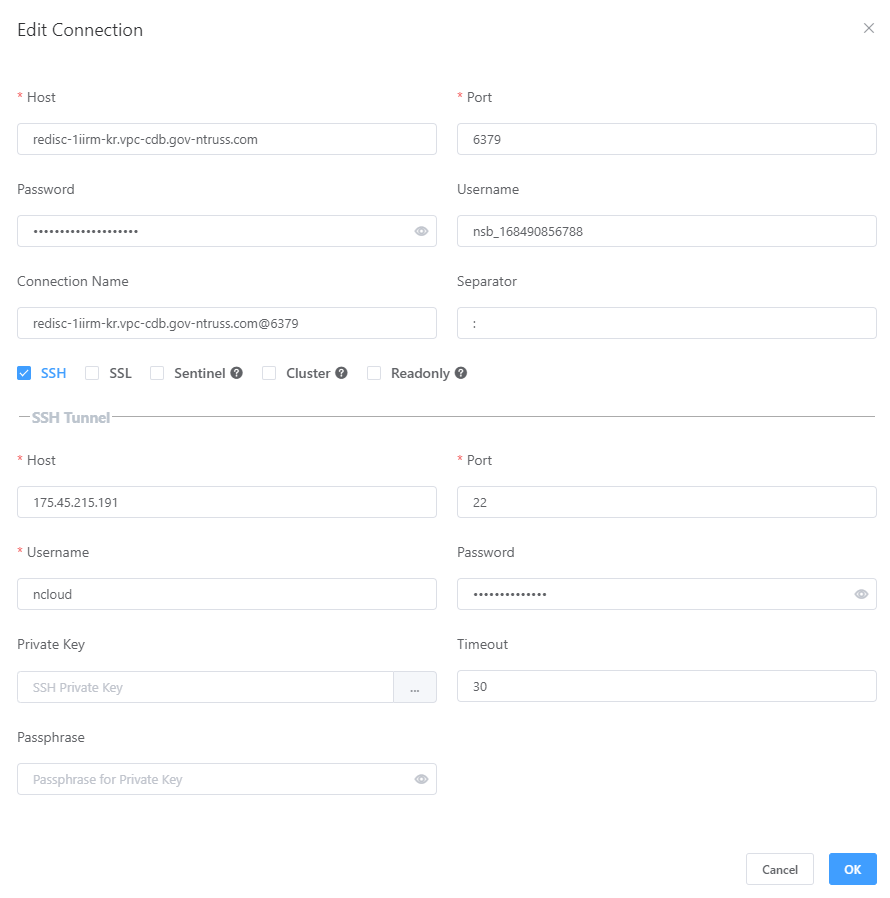 Edit Connection
* Host
* Port
redisc-1iirm-kr.vpc-cdb.gov-ntruss.com
6379
Password
Username
••••••••••••••••••••
nsb_168490856788
Connection Name
Separator
redisc-1iirm-kr.vpc-cdb.gov-ntruss.com@6379
:
SSH SSL Sentinel ? Cluster ? Readonly ?
SSH Tunnel
* Host
* Port
175.45.215.191
22
* Username
Password
ncloud
••••••••••••••
Private Key
Timeout
SSH Private Key ...
30
Passphrase
Passphrase for Private Key
Cancel OK